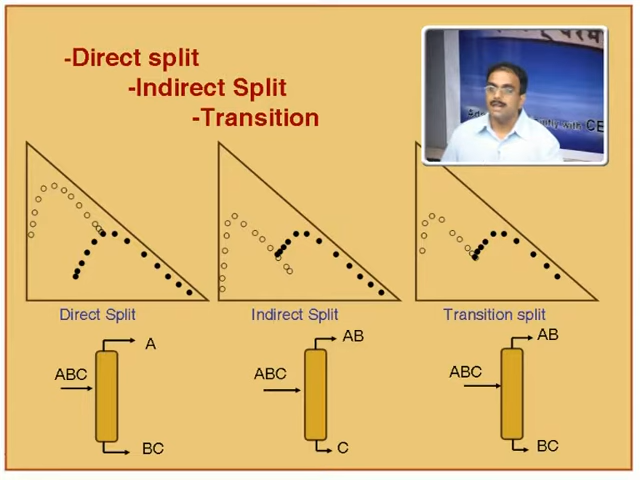 -Direct split
-Indirect Split
-Transition
Direct Split
Indirect Split
Transition split
A
ABC
BC
AB
ABC
C
AB
ABC
BC